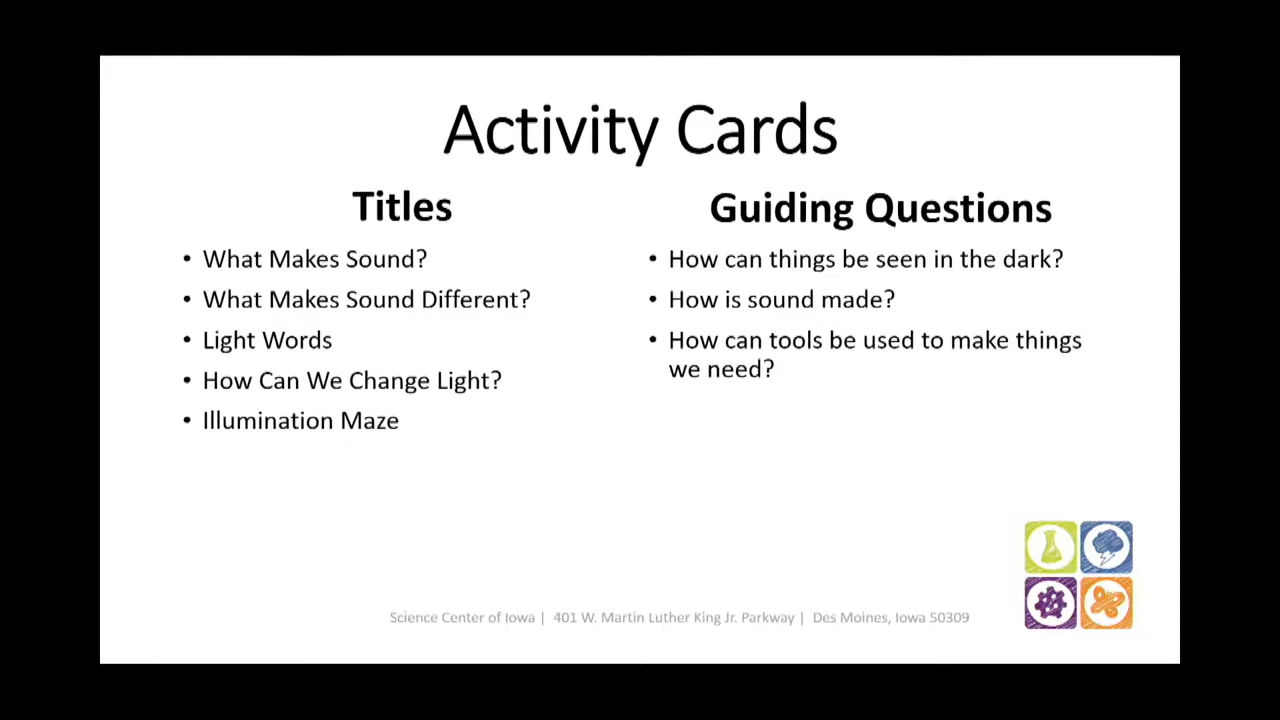 Activity Cards
Titles
What Makes Sound?
What Makes Sound Different?
Light Words
How Can We Change Light?
Illumination Maze
Guiding Questions
How can things be seen in the dark?
How is sound made?
How can tools be used to make things
we need?
Science Center of Iowa | 401 W. Martin Luther King Jr. Parkway | Des Moines, Iowa 50309